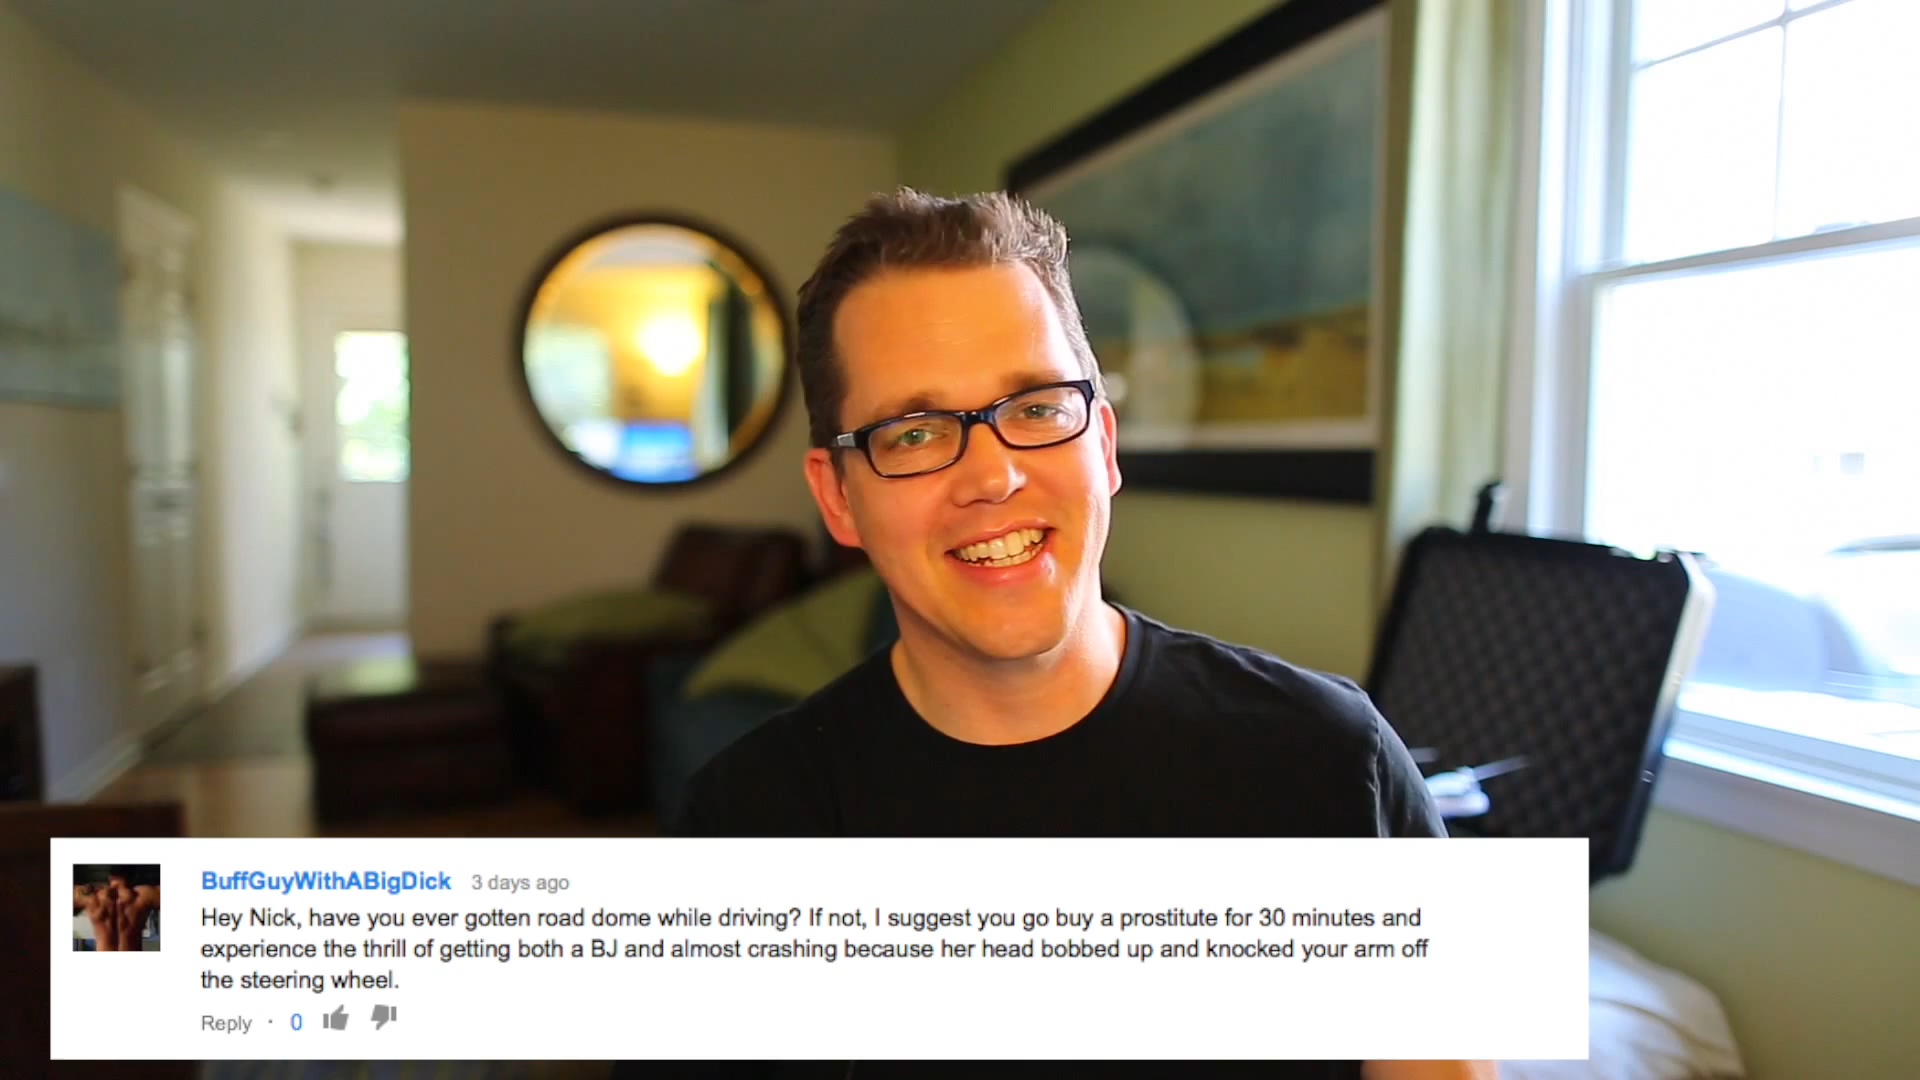 BuffGuyWithABigDick 3 days ago
Hey Nick, have you ever gotten road dome while driving? If not, I suggest you go buy a prostitute for 30 minutes and
experience the thrill of getting both a BJ and almost crashing because her head bobbed up and knocked your arm off
the steering wheel.
Reply · 0